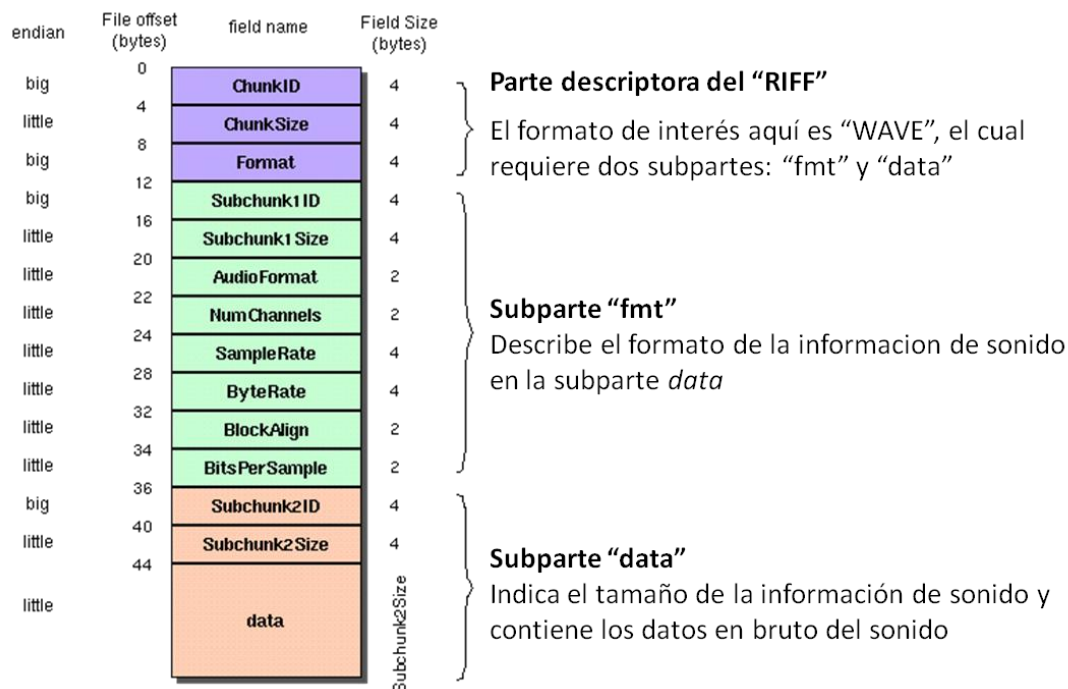 endian
File offset
(bytes)
field name
Field Size
(bytes)
0
big
ChunkID
4
4
little
ChunkSize
4
8
big
Format
4
12
big
Subchunk1ID
4
16
little
Subchunk1Size
4
20
little
AudioFormat
2
22
little
NumChannels
2
24
little
SampleRate
4
28
little
ByteRate
4
32
little
BlockAlign
2
34
little
BitsPerSample
2
36
big
Subchunk2ID
4
40
little
Subchunk2Size
4
44
little
data
Subchunk2Size
Parte descriptora del “RIFF”
El formato de interés aquí es “WAVE”, el cual
requiere dos subpartes: “fmt” y “data”
Subparte “fmt”
Describe el formato de la informacion de sonido
en la subparte data
Subparte “data”
Indica el tamaño de la información de sonido y
contiene los datos en bruto del sonido